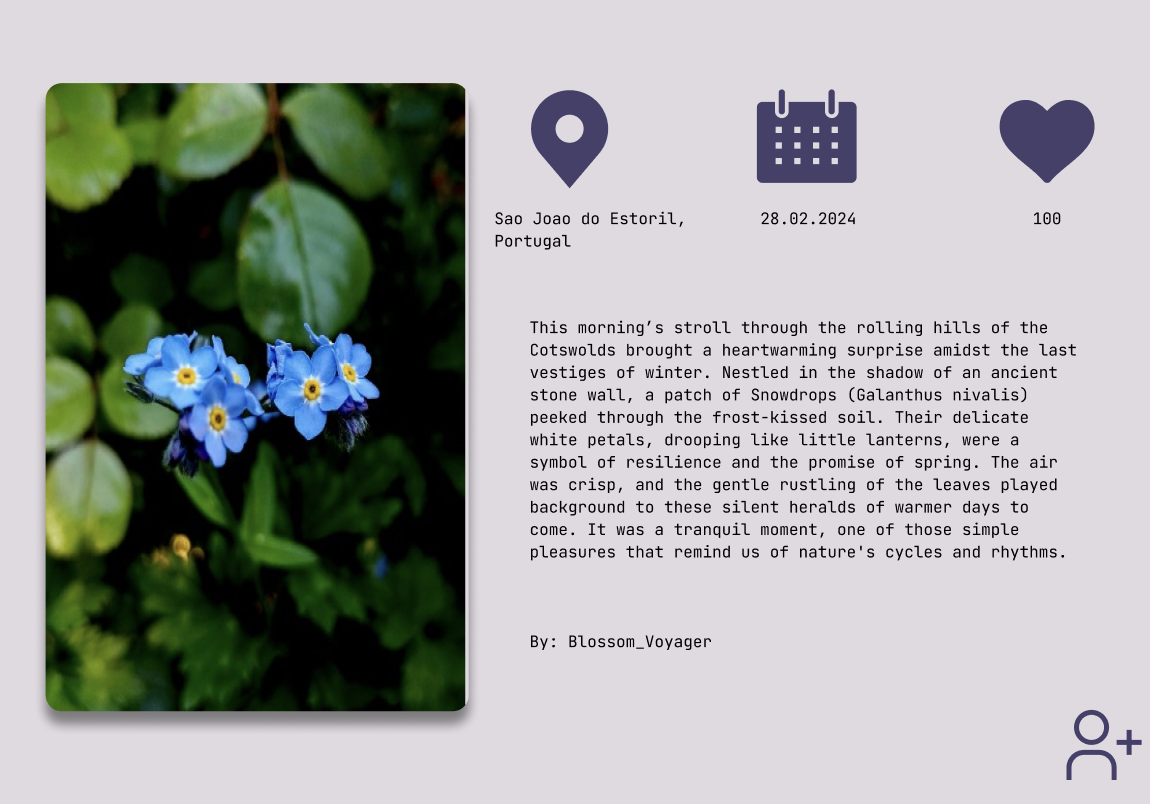 Sao Joao do Estoril,
Portugal
28.02.2024
100
This morning’s stroll through the rolling hills of the
Cotswolds brought a heartwarming surprise amidst the last
vestiges of winter. Nestled in the shadow of an ancient
stone wall, a patch of Snowdrops (Galanthus nivalis)
peeked through the frost-kissed soil. Their delicate
white petals, drooping like little lanterns, were a
symbol of resilience and the promise of spring. The air
was crisp, and the gentle rustling of the leaves played
background to these silent heralds of warmer days to
come. It was a tranquil moment, one of those simple
pleasures that remind us of nature's cycles and rhythms.
By: Blossom_Voyager